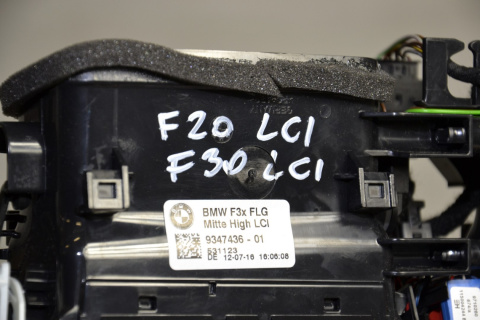 F20 LCI
F30 LCI
BMW F3x FLG
Mitte High LCI
9347436 - 01
631123
DE 12-07-16 16:06:08